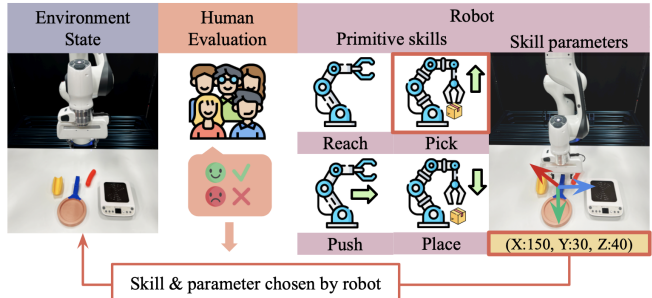 Environment
State
Human
Evaluation
Robot
Primitive skills
Skill parameters
Reach
Pick
Push
Place
(X:150, Y:30, Z:40)
Skill & parameter chosen by robot